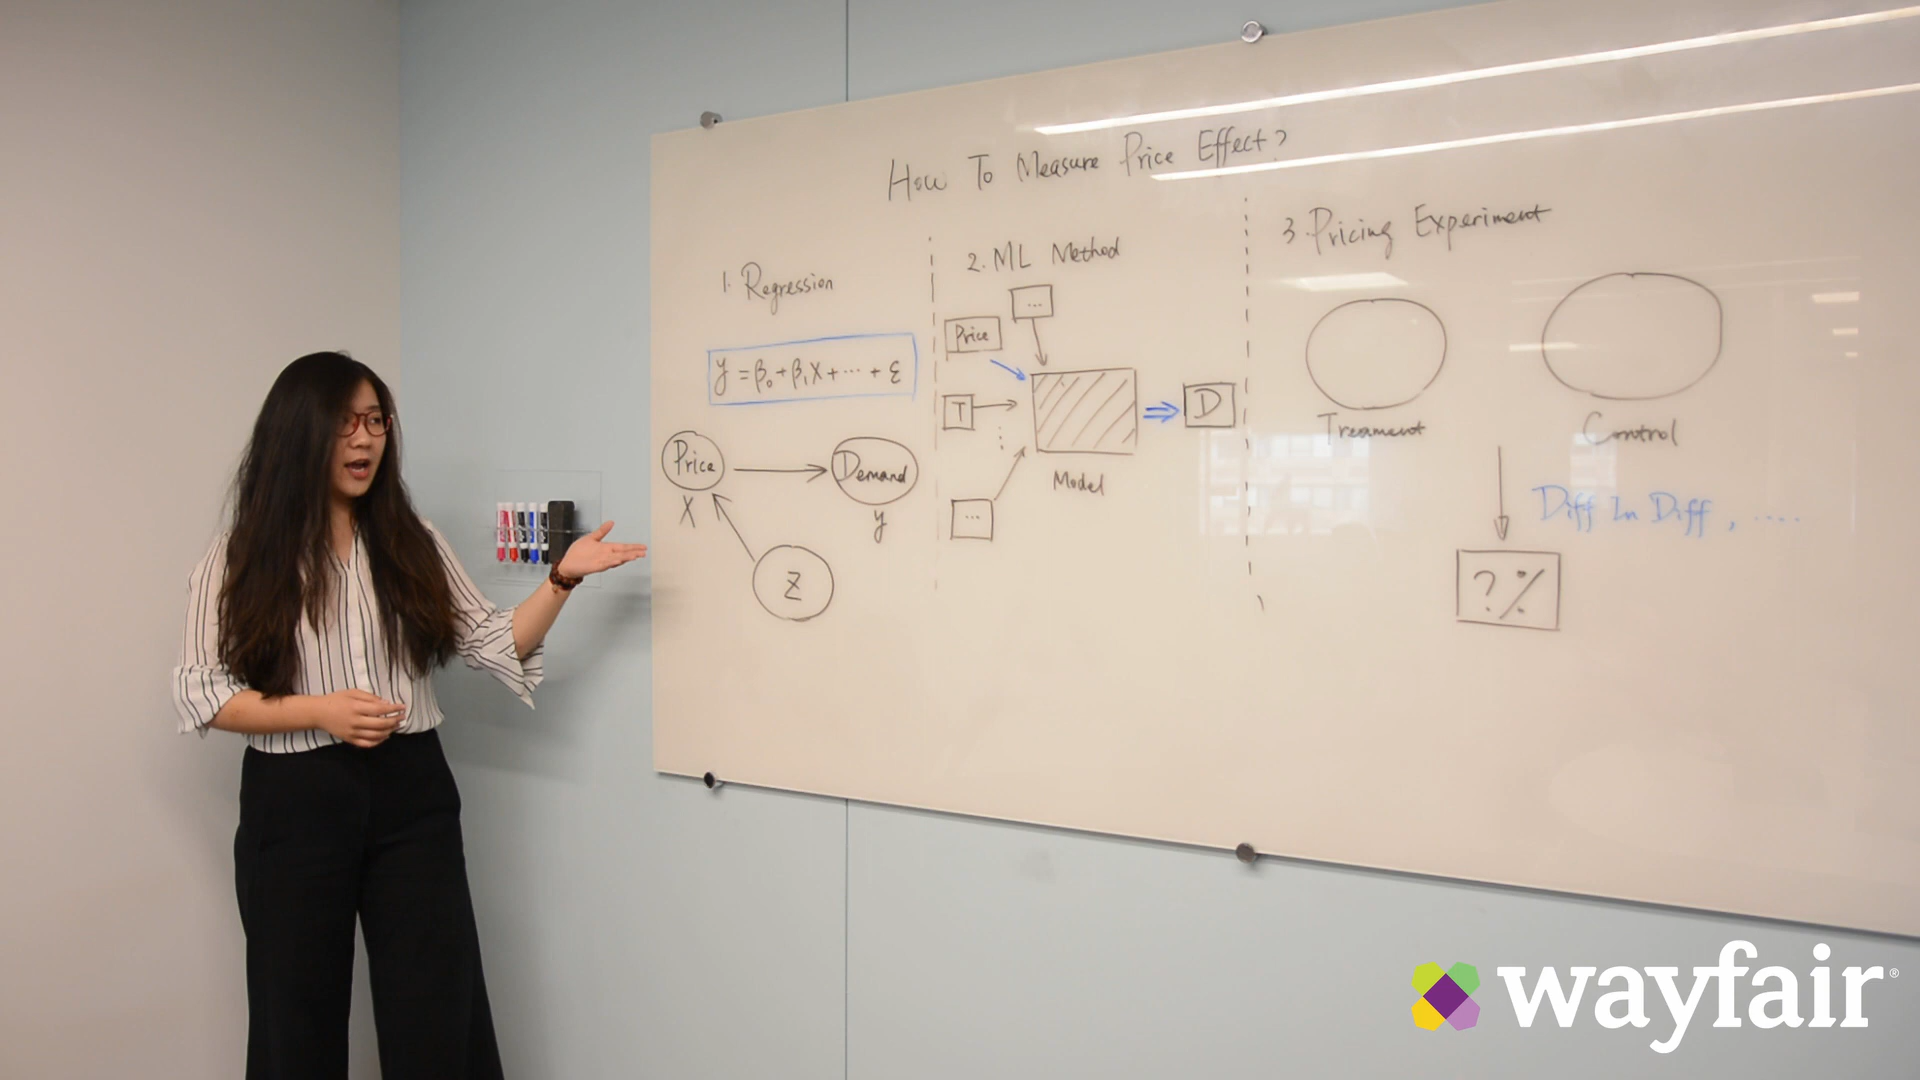 How To Measure Price Effect?
1. Regression
y = β₀ + β₁X + ··· + ε
Price
X
Demand
y
Z
2. ML Method
...
Price
T
...
Model
D
3. Pricing Experiment
Treament
Control
Diff In Diff, ....
? %
wayfair®